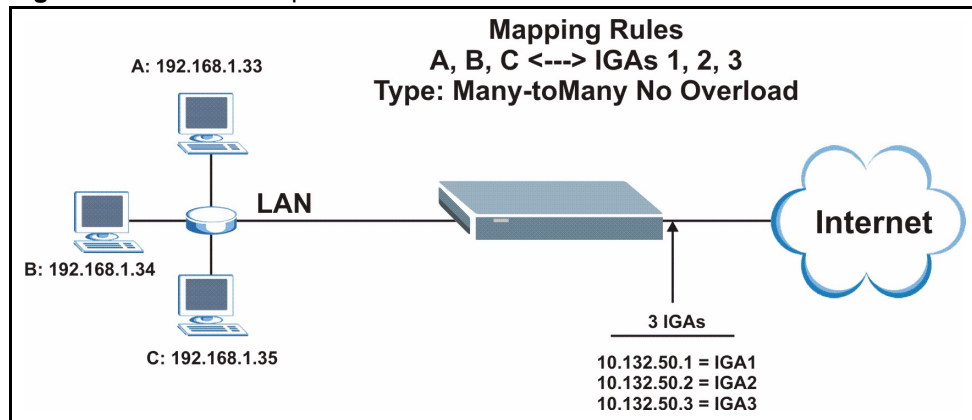 Mapping Rules
A, B, C <---> IGAs 1, 2, 3
Type: Many-toMany No Overload
A: 192.168.1.33
LAN
Internet
B: 192.168.1.34
C: 192.168.1.35
3 IGAs
10.132.50.1 = IGA1
10.132.50.2 = IGA2
10.132.50.3 = IGA3